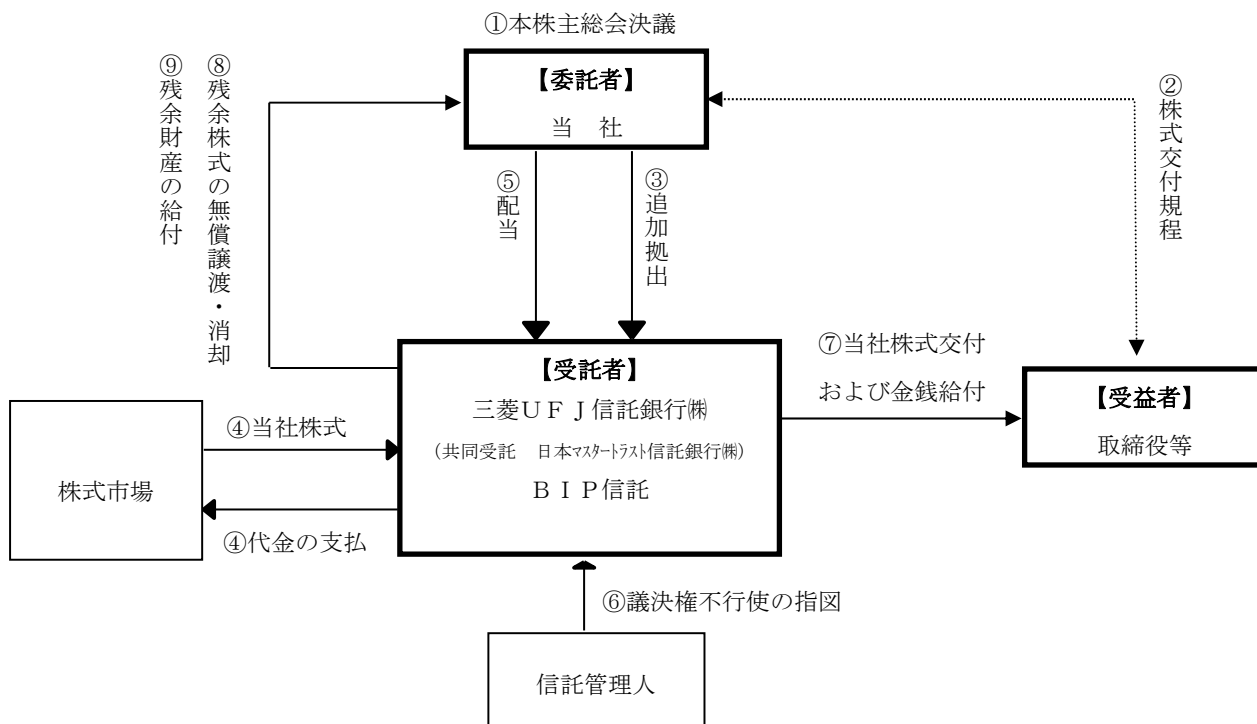 ①本株主総会決議
【委託者】
当　社
⑨残余財産の給付
⑧残余株式の無償譲渡・消却
⑤配当
③追加拠出
②株式交付規程
【受託者】
三菱ＵＦＪ信託銀行㈱
(共同受託　日本ﾏｽﾀｰﾄﾗｽﾄ信託銀行㈱)
ＢＩＰ信託
⑦当社株式交付
および金銭給付
【受益者】
取締役等
④当社株式
株式市場
④代金の支払
⑥議決権不行使の指図
信託管理人